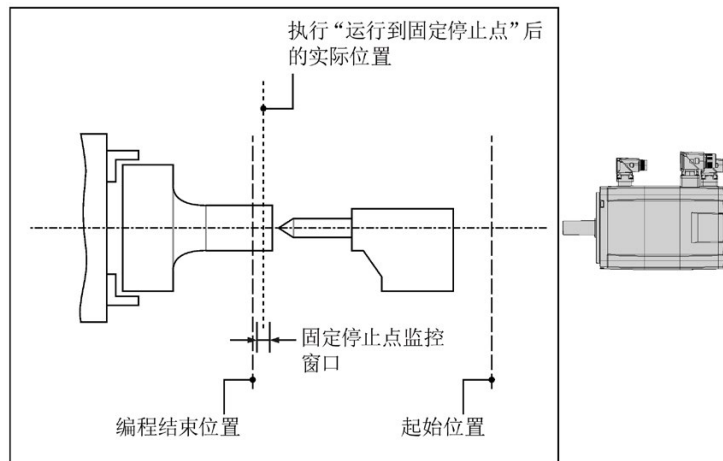 执行“运行到固定停止点”后
的实际位置
固定停止点监控
窗口
编程结束位置
起始位置